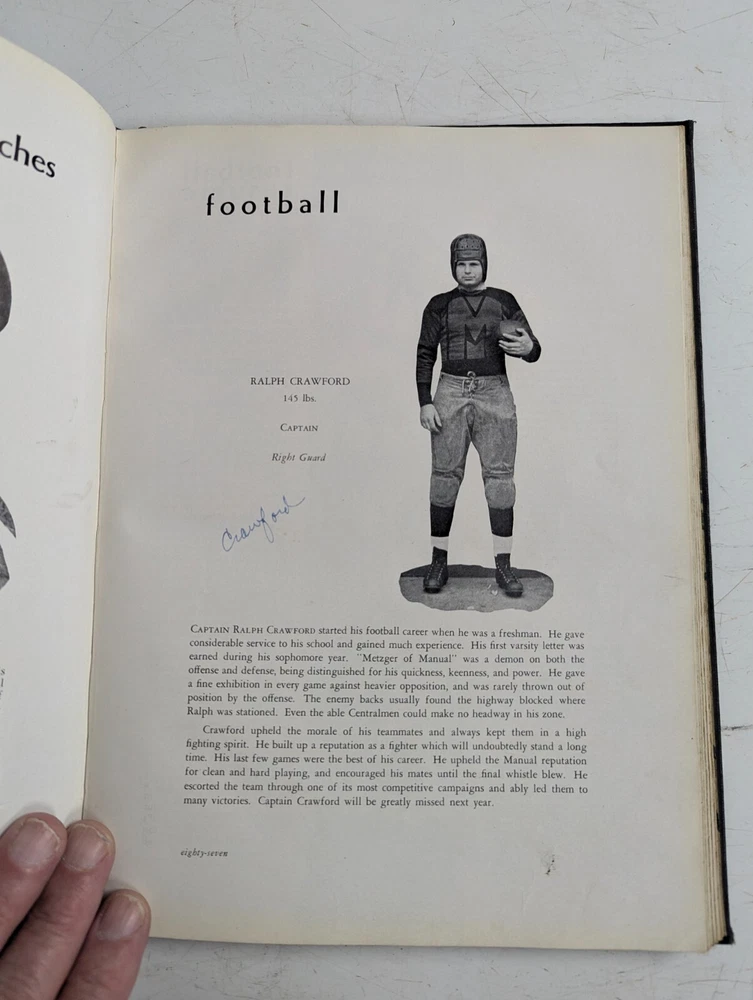 ches
football
RALPH CRAWFORD
145 lbs.
CAPTAIN
Right Guard
Crawford
M
CAPTAIN RALPH CRAWFORD started his football career when he was a freshman. He gave
considerable service to his school and gained much experience. His first varsity letter was
earned during his sophomore year. "Metzger of Manual" was a demon on both the
offense and defense, being distinguished for his quickness, keenness, and power. He gave
a fine exhibition in every game against heavier opposition, and was rarely thrown out of
position by the offense. The enemy backs usually found the highway blocked where
Ralph was stationed. Even the able Centralmen could make no headway in his zone.
Crawford upheld the morale of his teammates and always kept them in a high
fighting spirit. He built up a reputation as a fighter which will undoubtedly stand a long
time. His last few games were the best of his career. He upheld the Manual reputation
for clean and hard playing, and encouraged his mates until the final whistle blew. He
escorted the team through one of its most competitive campaigns and ably led them to
many victories. Captain Crawford will be greatly missed next year.
eighty-seven